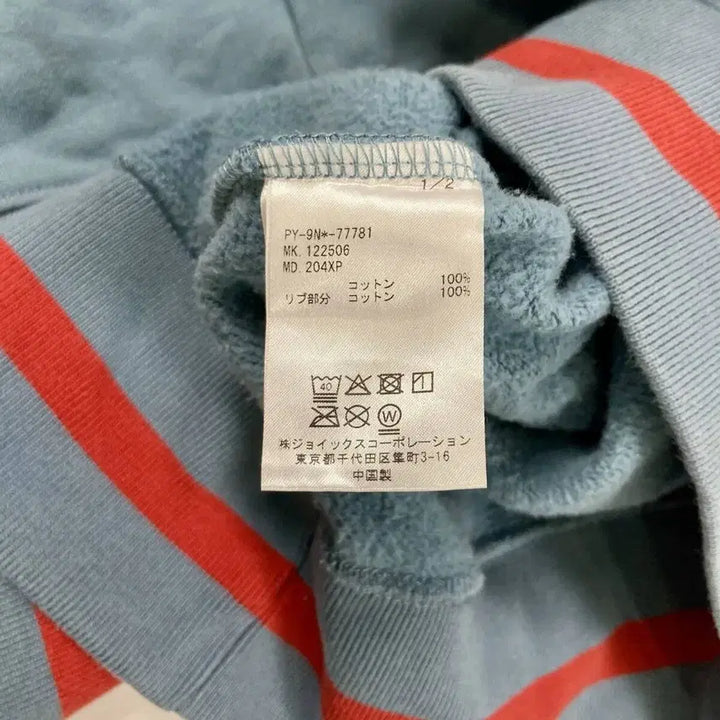 1/2
PY-9N*-77781
MK. 122506
MD. 204XP
コットン 100%
リブ部分 コットン 100%
40
W
株ジョイックスコーポレーション
東京都千代田区隼町3-16
中国製